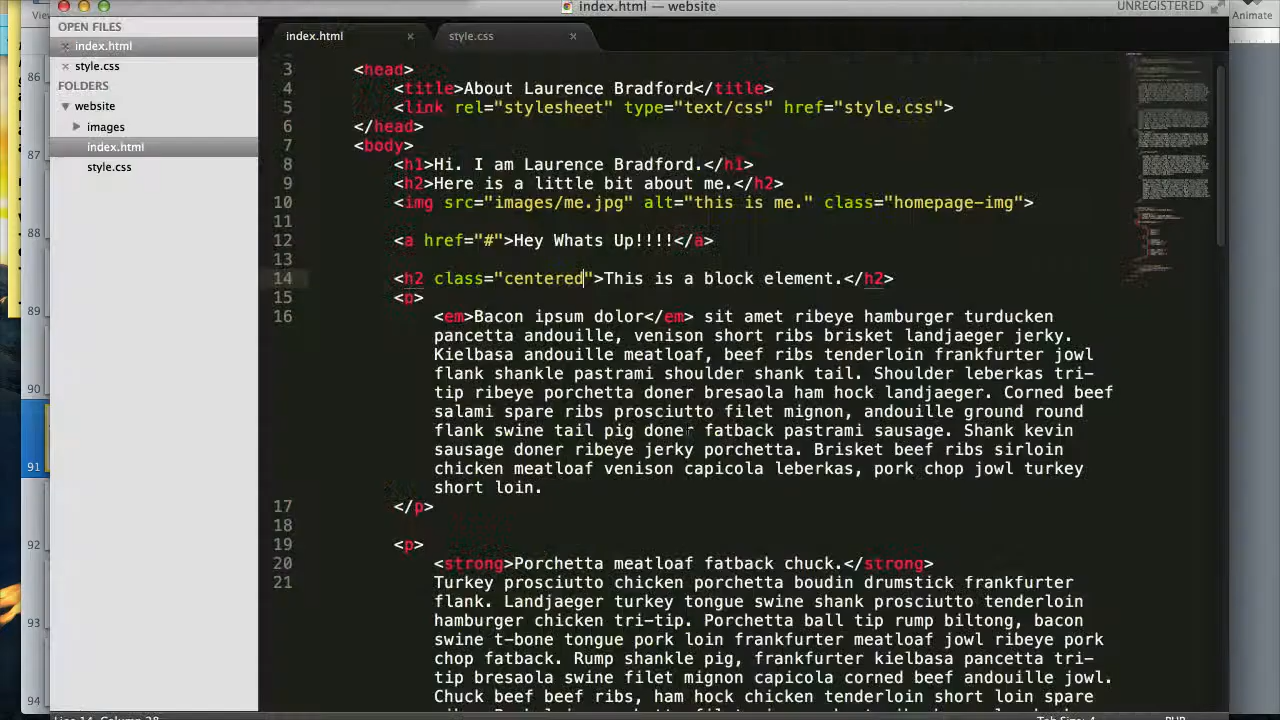 index.html — website
UNREGISTERED
View
Animate
OPEN FILES
index.html
style.css
FOLDERS
website
images
index.html
style.css
86
87
88
89
90
91
92
93
94
index.html
style.css
3 <head>
4 <title>About Laurence Bradford</title>
5 <link rel="stylesheet" type="text/css" href="style.css">
6 </head>
7 <body>
8 <h1>Hi. I am Laurence Bradford.</h1>
9 <h2>Here is a little bit about me.</h2>
10 <img src="images/me.jpg" alt="this is me." class="homepage-img">
11
12 <a href="#">Hey Whats Up!!!!</a>
13
14 <h2 class="centered">This is a block element.</h2>
15 <p>
16 <em>Bacon ipsum dolor</em> sit amet ribeye hamburger turducken
pancetta andouille, venison short ribs brisket landjaeger jerky.
Kielbasa andouille meatloaf, beef ribs tenderloin frankfurter jowl
flank shankle pastrami shoulder shank tail. Shoulder leberkas tri-
tip ribeye porchetta doner bresaola ham hock landjaeger. Corned beef
salami spare ribs prosciutto filet mignon, andouille ground round
flank swine tail pig doner fatback pastrami sausage. Shank kevin
sausage doner ribeye jerky porchetta. Brisket beef ribs sirloin
chicken meatloaf venison capicola leberkas, pork chop jowl turkey
short loin.
17 </p>
18
19 <p>
20 <strong>Porchetta meatloaf fatback chuck.</strong>
21 Turkey prosciutto chicken porchetta boudin drumstick frankfurter
flank. Landjaeger turkey tongue swine shank prosciutto tenderloin
hamburger chicken tri-tip. Porchetta ball tip rump biltong, bacon
swine t-bone tongue pork loin frankfurter meatloaf jowl ribeye pork
chop fatback. Rump shankle pig, frankfurter kielbasa pancetta tri-
tip bresaola swine filet mignon capicola corned beef andouille jowl.
Chuck beef beef ribs, ham hock chicken tenderloin short loin spare